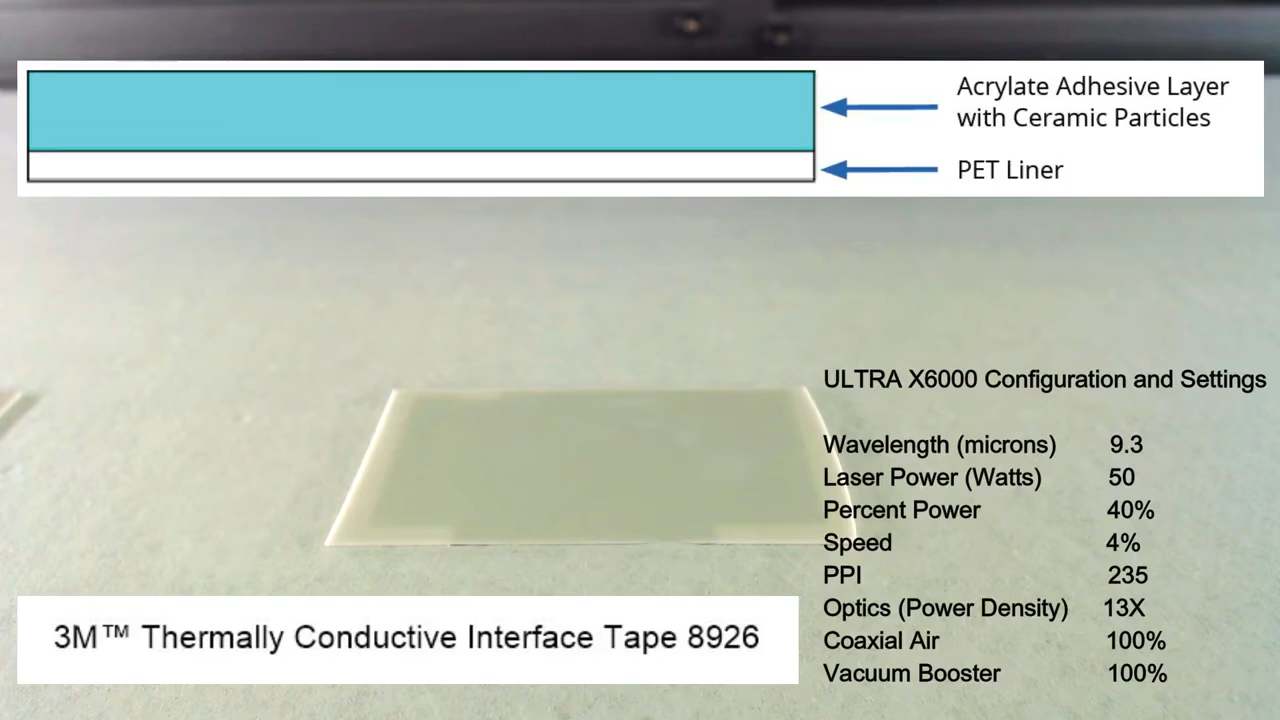 Acrylate Adhesive Layer
with Ceramic Particles
PET Liner
ULTRA X6000 Configuration and Settings
Wavelength (microns) 9.3
Laser Power (Watts) 50
Percent Power 40%
Speed 4%
PPI 235
Optics (Power Density) 13X
Coaxial Air 100%
Vacuum Booster 100%
3M™ Thermally Conductive Interface Tape 8926